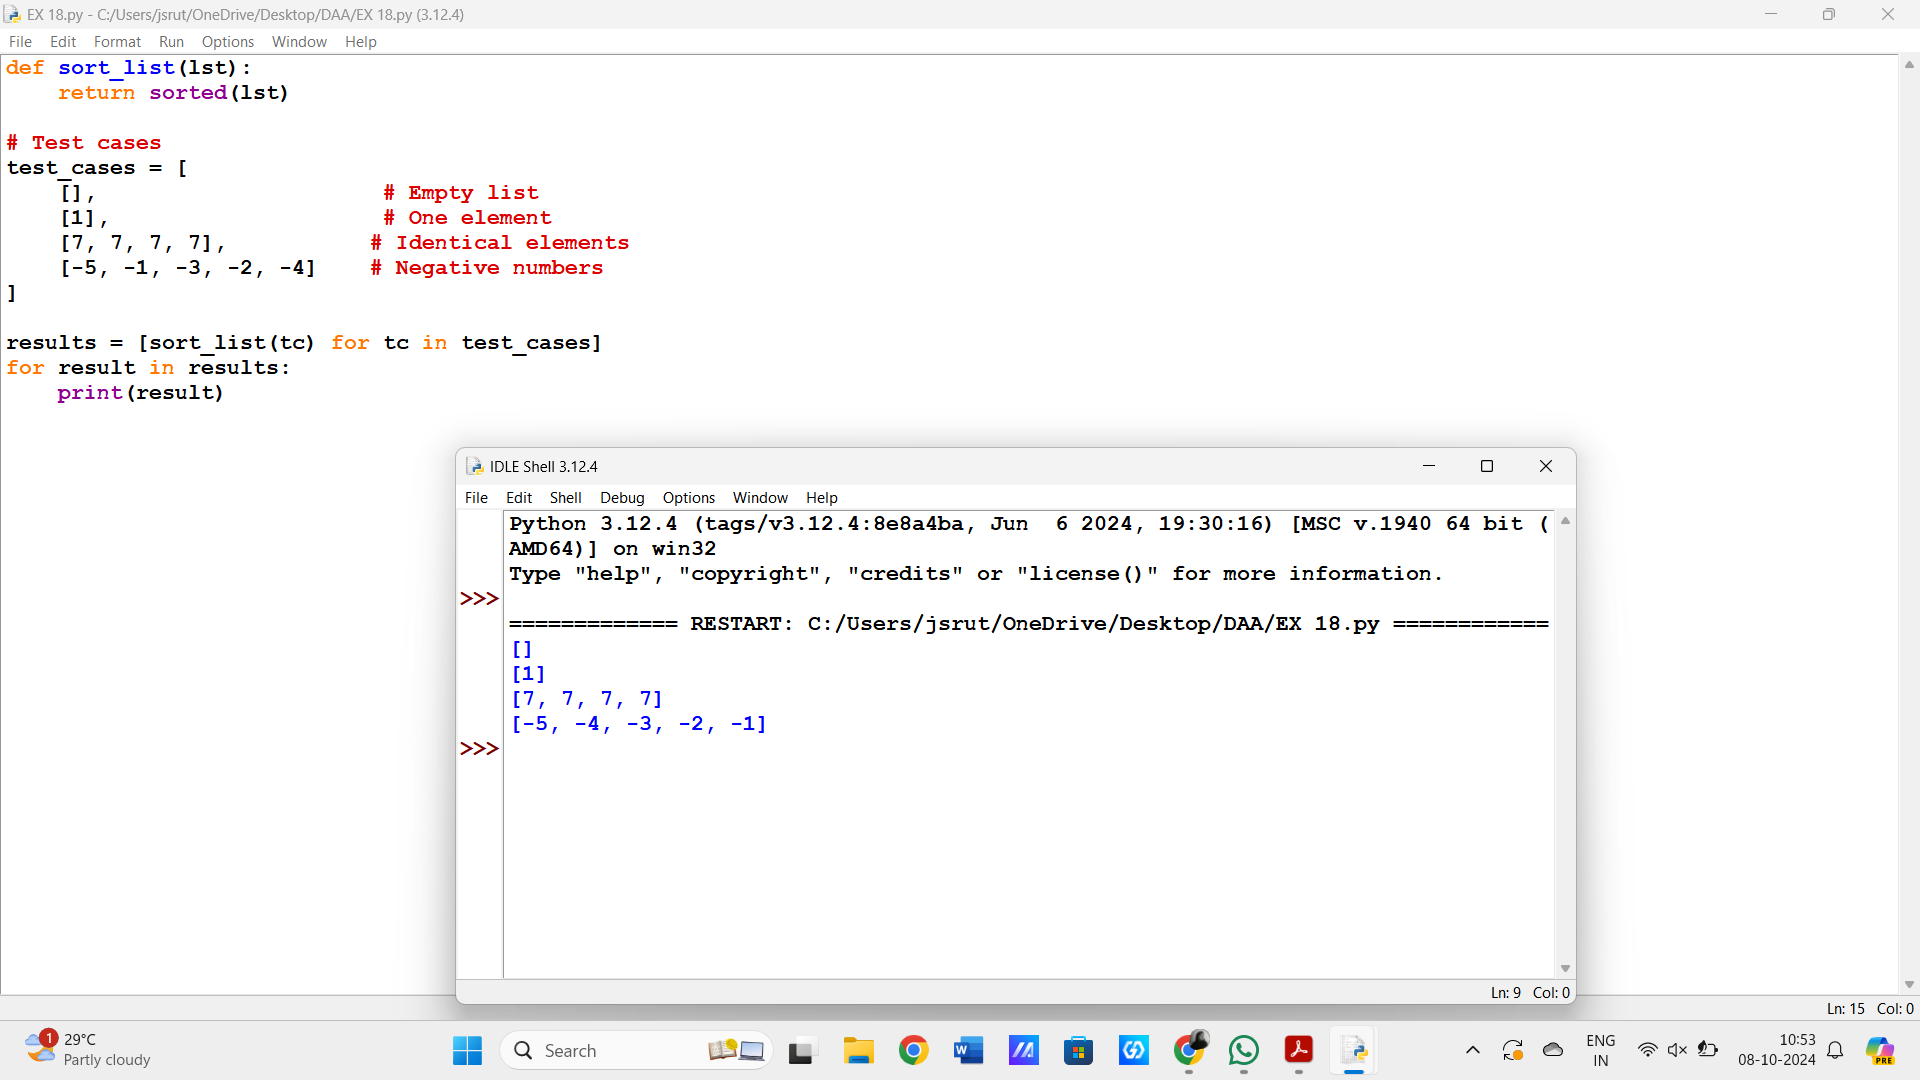 EX 18.py - C:/Users/jsrut/OneDrive/Desktop/DAA/EX 18.py (3.12.4)
File Edit Format Run Options Window Help
def sort_list(lst):
    return sorted(lst)

# Test cases
test_cases = [
    [],                      # Empty list
    [1],                     # One element
    [7, 7, 7, 7],           # Identical elements
    [-5, -1, -3, -2, -4]    # Negative numbers
]

results = [sort_list(tc) for tc in test_cases]
for result in results:
    print(result)
IDLE Shell 3.12.4
File Edit Shell Debug Options Window Help
Python 3.12.4 (tags/v3.12.4:8e8a4ba, Jun  6 2024, 19:30:16) [MSC v.1940 64 bit (
AMD64)] on win32
Type "help", "copyright", "credits" or "license()" for more information.
>>>
============= RESTART: C:/Users/jsrut/OneDrive/Desktop/DAA/EX 18.py ============
[]
[1]
[7, 7, 7, 7]
[-5, -4, -3, -2, -1]
>>>
Ln: 9 Col: 0
Ln: 15 Col: 0
1
29°C
Partly cloudy
Search
W
PRE
ENG
IN
10:53
08-10-2024